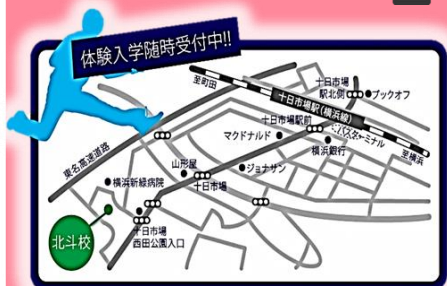 体験入学随時受付中!!
至町田
十日市場
駅北側
ブックオフ
十日市場駅(横浜線)
十日市場駅前
バスターミナル
マクドナルド
横浜銀行
至横浜
東名高速道路
山形屋
ジョナサン
横浜新緑病院
十日市場
北斗校
十日市場
西田公園入口